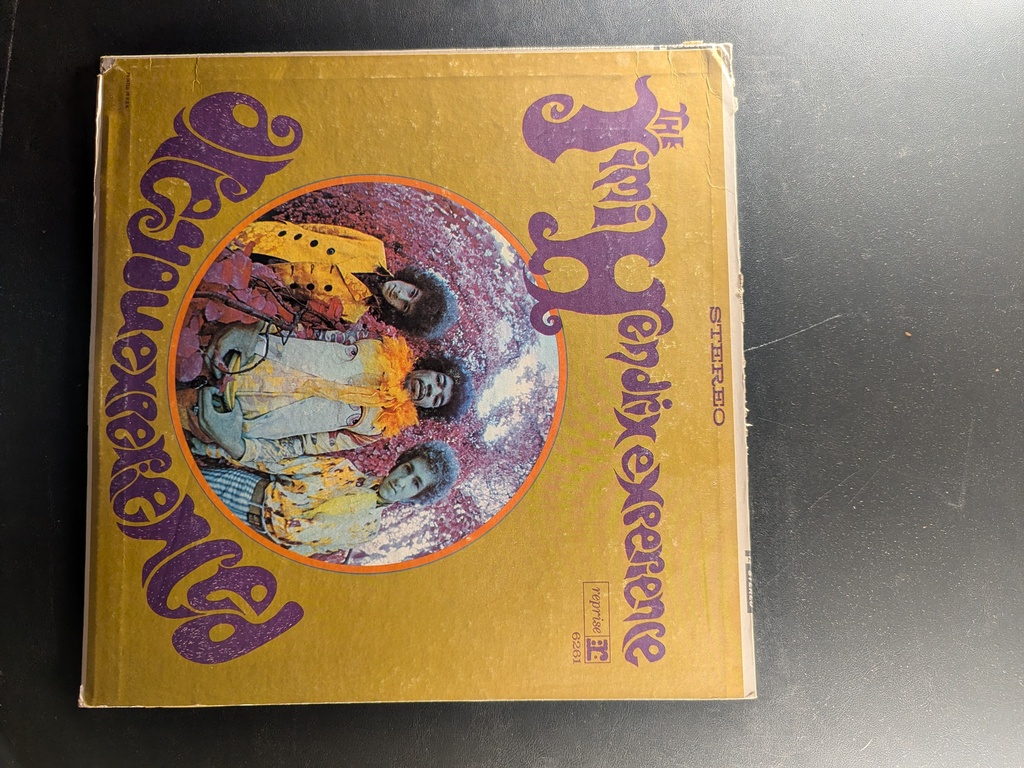 STEREO
THE
Jimi Hendrix experience
reprise r:
6261
are you experienced